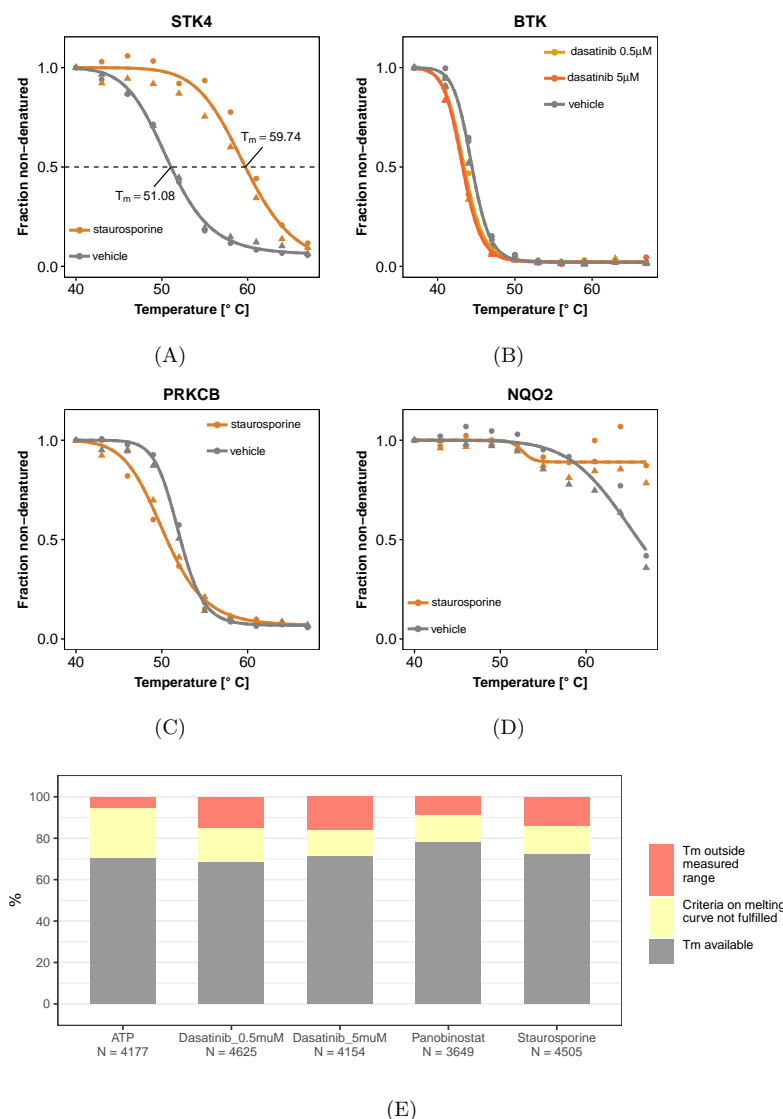 STK4
Fraction non-denatured
1.0
0.5
0.0
Tm = 59.74
Tm = 51.08
staurosporine
vehicle
40 50 60
Temperature [° C]
(A)
BTK
Fraction non-denatured
1.0
0.5
0.0
dasatinib 0.5μM
dasatinib 5μM
vehicle
40 50 60
Temperature [° C]
(B)
PRKCB
Fraction non-denatured
1.0
0.5
0.0
staurosporine
vehicle
40 50 60
Temperature [° C]
(C)
NQO2
Fraction non-denatured
1.0
0.5
0.0
staurosporine
vehicle
40 50 60
Temperature [° C]
(D)
%
100
80
60
40
20
0
ATP
N = 4177
Dasatinib_0.5muM
N = 4625
Dasatinib_5muM
N = 4154
Panobinostat
N = 3649
Staurosporine
N = 4505
Tm outside
measured
range
Criteria on melting
curve not fulfilled
Tm available
(E)